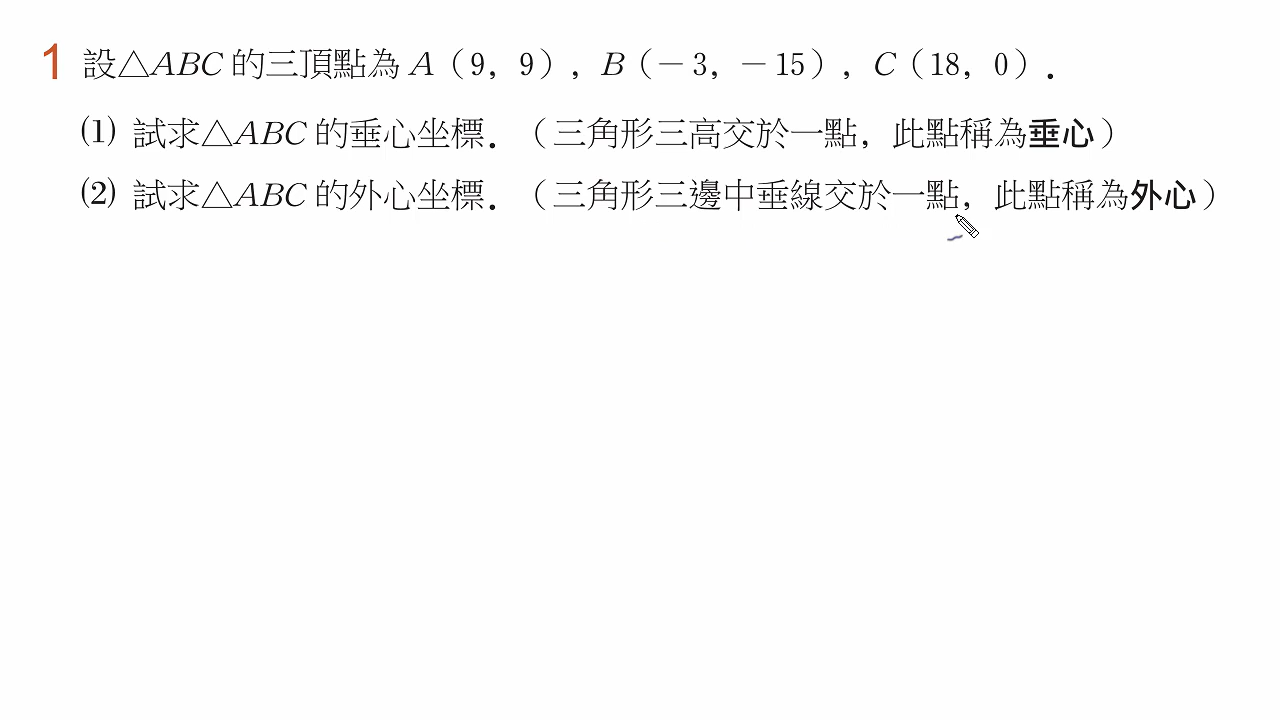 1 設△ABC 的三頂點為 A（9，9），B（－3，－15），C（18，0）．
(1) 試求△ABC 的垂心坐標．（三角形三高交於一點，此點稱為垂心）
(2) 試求△ABC 的外心坐標．（三角形三邊中垂線交於一點，此點稱為外心）